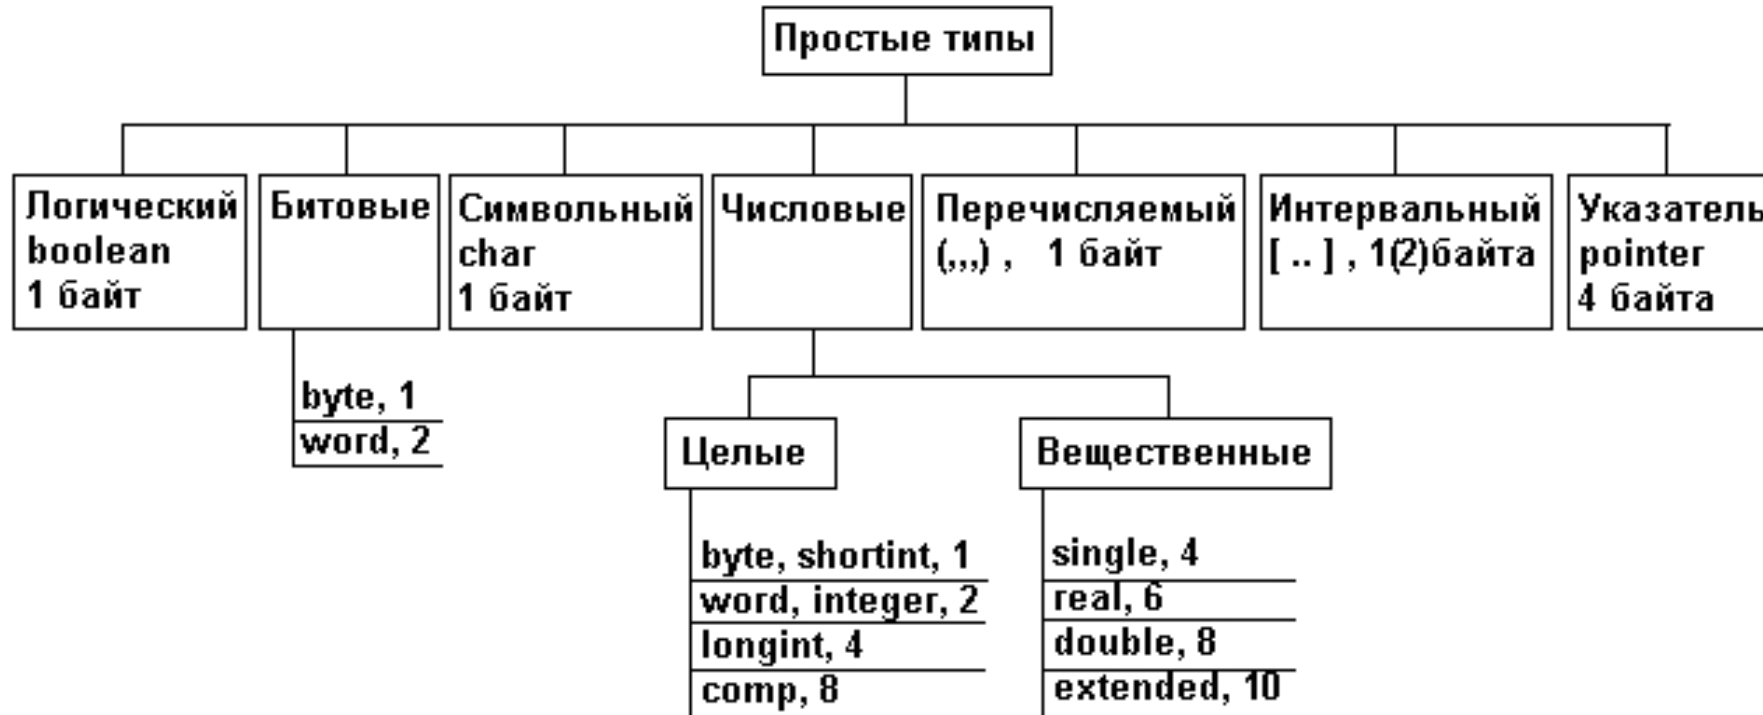 Простые типы
Логический
boolean
1 байт
Битовые
Символьный
char
1 байт
Числовые
Перечисляемый
(,,,) , 1 байт
Интервальный
[ .. ] , 1(2)байта
Указатель
pointer
4 байта
byte, 1
word, 2
Целые
Вещественные
byte, shortint, 1
word, integer, 2
longint, 4
comp, 8
single, 4
real, 6
double, 8
extended, 10